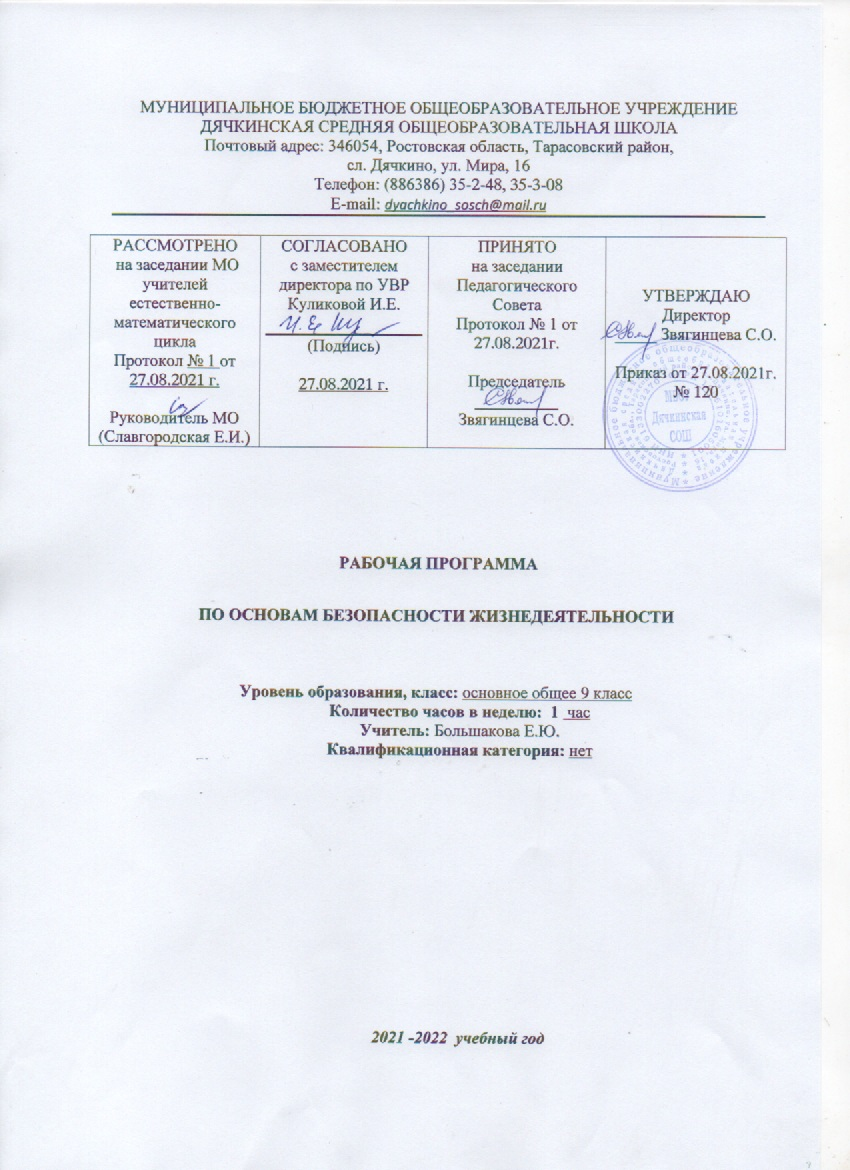 МУНИЦИПАЛЬНОЕ БЮДЖЕТНОЕ ОБЩЕОБРАЗОВАТЕЛЬНОЕ УЧРЕЖДЕНИЕ
ДЯЧКИНСКАЯ СРЕДНЯЯ ОБЩЕОБРАЗОВАТЕЛЬНАЯ ШКОЛА
Почтовый адрес: 346054, Ростовская область, Тарасовский район,
сл. Дячкино, ул. Мира, 16
Телефон: (886386) 35-2-48, 35-3-08
E-mail: dyachkino_sosch@mail.ru
РАССМОТРЕНО
на заседании МО
учителей
естественно-
математического
цикла
Протокол № 1 от
27.08.2021 г.
Руководитель МО
(Славгородская Е.И.)
СОГЛАСОВАНО
с заместителем
директора по УВР
Куликовой И.Е.
(Подпись)
27.08.2021 г.
ПРИНЯТО
на заседании
Педагогического
Совета
Протокол № 1 от
27.08.2021г.
Председатель
Звягинцева С.О.
УТВЕРЖДАЮ
Директор
Звягинцева С.О.
Приказ от 27.08.2021г.
№ 120
Дячкинская
СОШ
РАБОЧАЯ ПРОГРАММА
ПО ОСНОВАМ БЕЗОПАСНОСТИ ЖИЗНЕДЕЯТЕЛЬНОСТИ
Уровень образования, класс: основное общее 9 класс
Количество часов в неделю: 1 час
Учитель: Большакова Е.Ю.
Квалификационная категория: нет
2021 -2022 учебный год